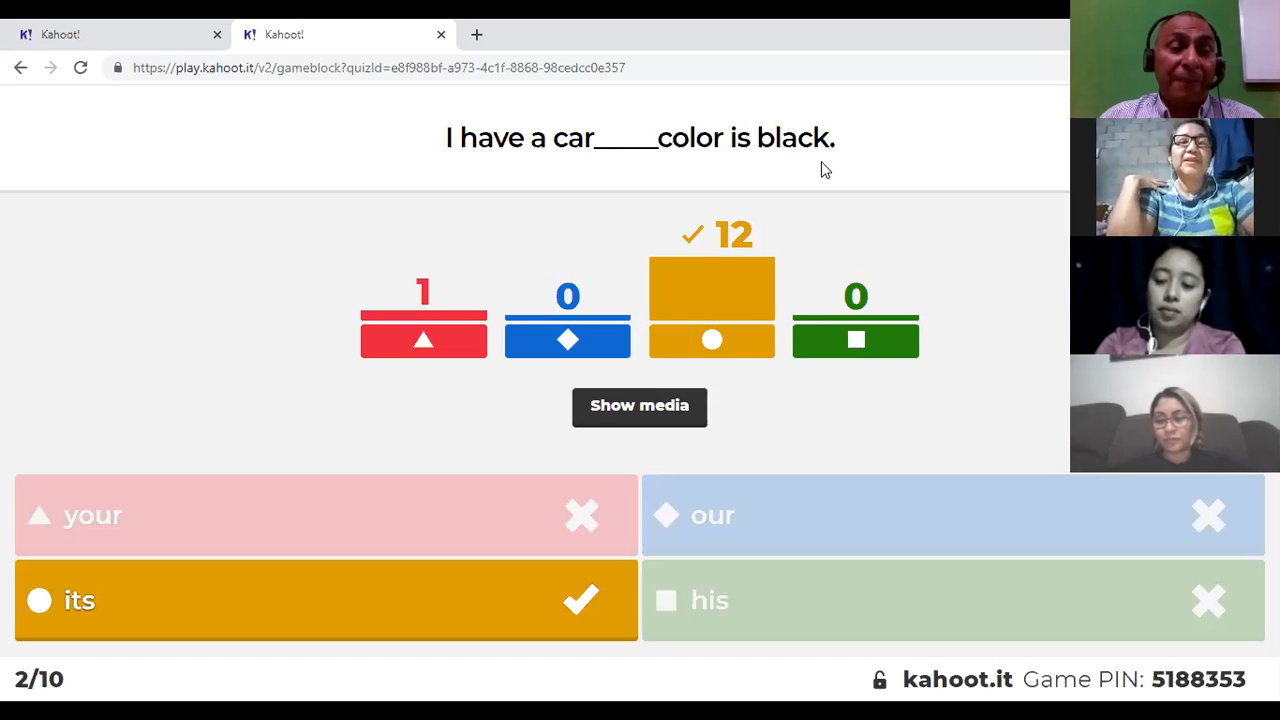 K! Kahoot!
K! Kahoot!
https://play.kahoot.it/v2/gameblock?quizId=e8f988bf-a973-4c1f-8868-98cedcc0e357
I have a car_____color is black.
1
0
12
0
Show media
your
our
its
his
2/10
kahoot.it Game PIN: 5188353